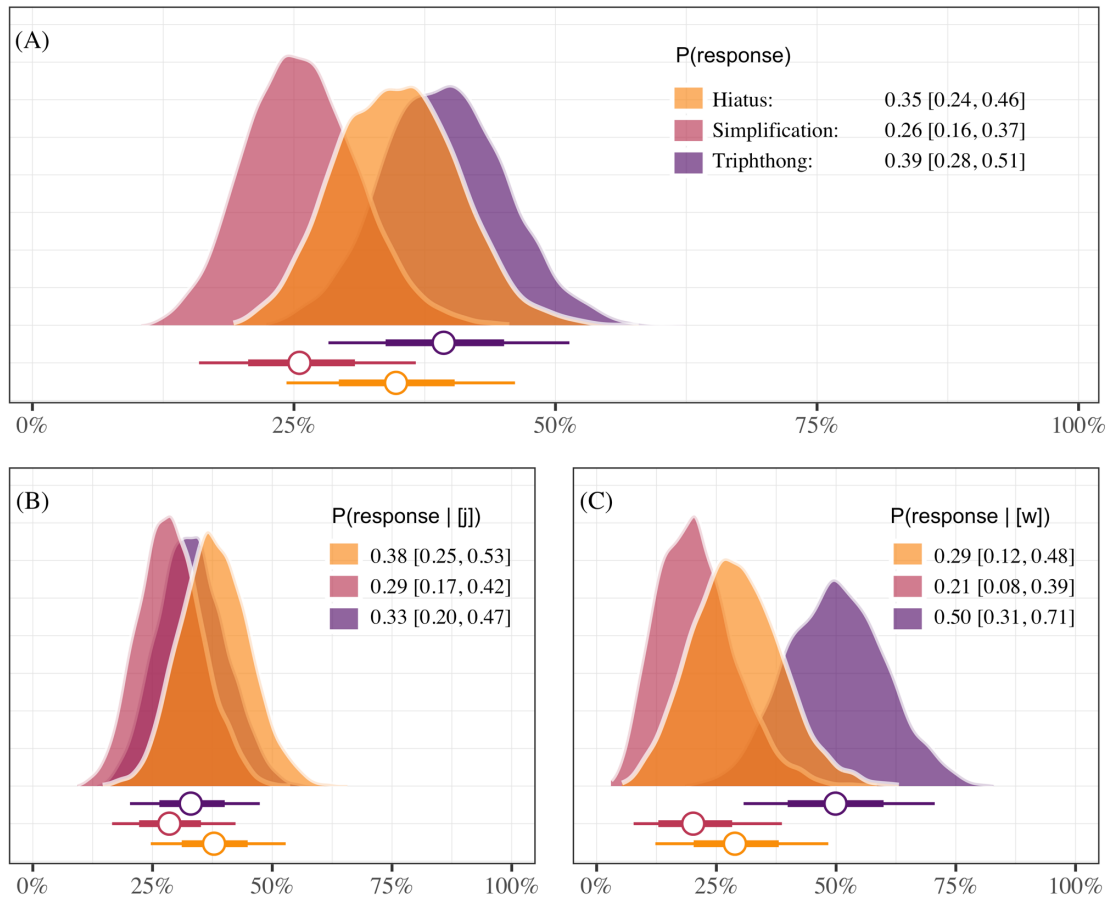 (A)
P(response)
Hiatus: 0.35 [0.24, 0.46]
Simplification: 0.26 [0.16, 0.37]
Triphthong: 0.39 [0.28, 0.51]
0% 25% 50% 75% 100%
(B)
P(response | [j])
0.38 [0.25, 0.53]
0.29 [0.17, 0.42]
0.33 [0.20, 0.47]
0% 25% 50% 75% 100%
(C)
P(response | [w])
0.29 [0.12, 0.48]
0.21 [0.08, 0.39]
0.50 [0.31, 0.71]
0% 25% 50% 75% 100%